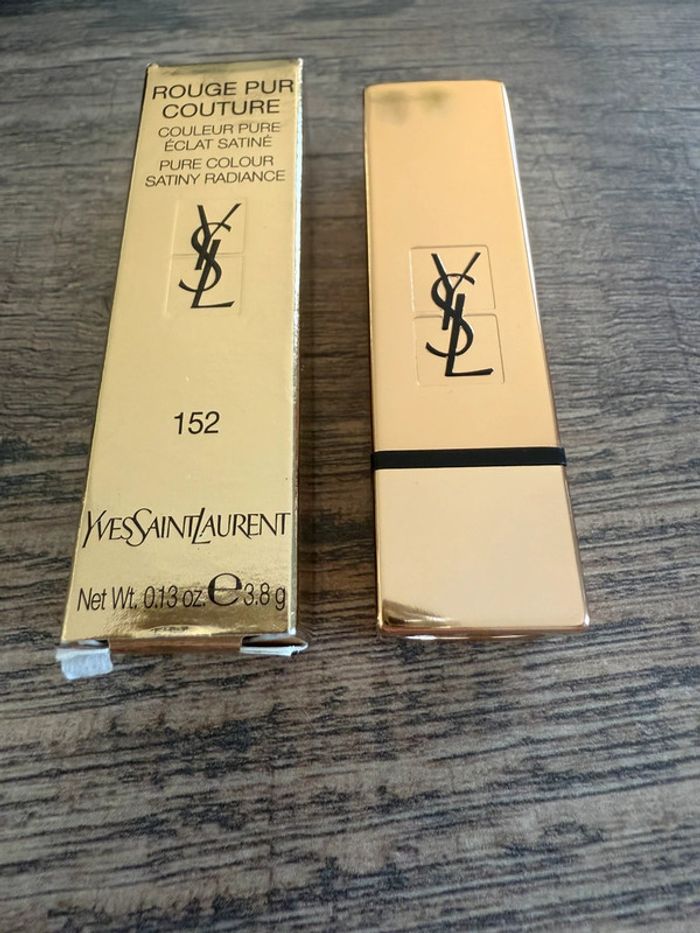 ROUGE PUR
COUTURE
COULEUR PURE
ÉCLAT SATINÉ
PURE COLOUR
SATINY RADIANCE
YSL
152
YVESSAINTLAURENT
Net Wt. 0.13 oz. ℮ 3.8 g
YSL